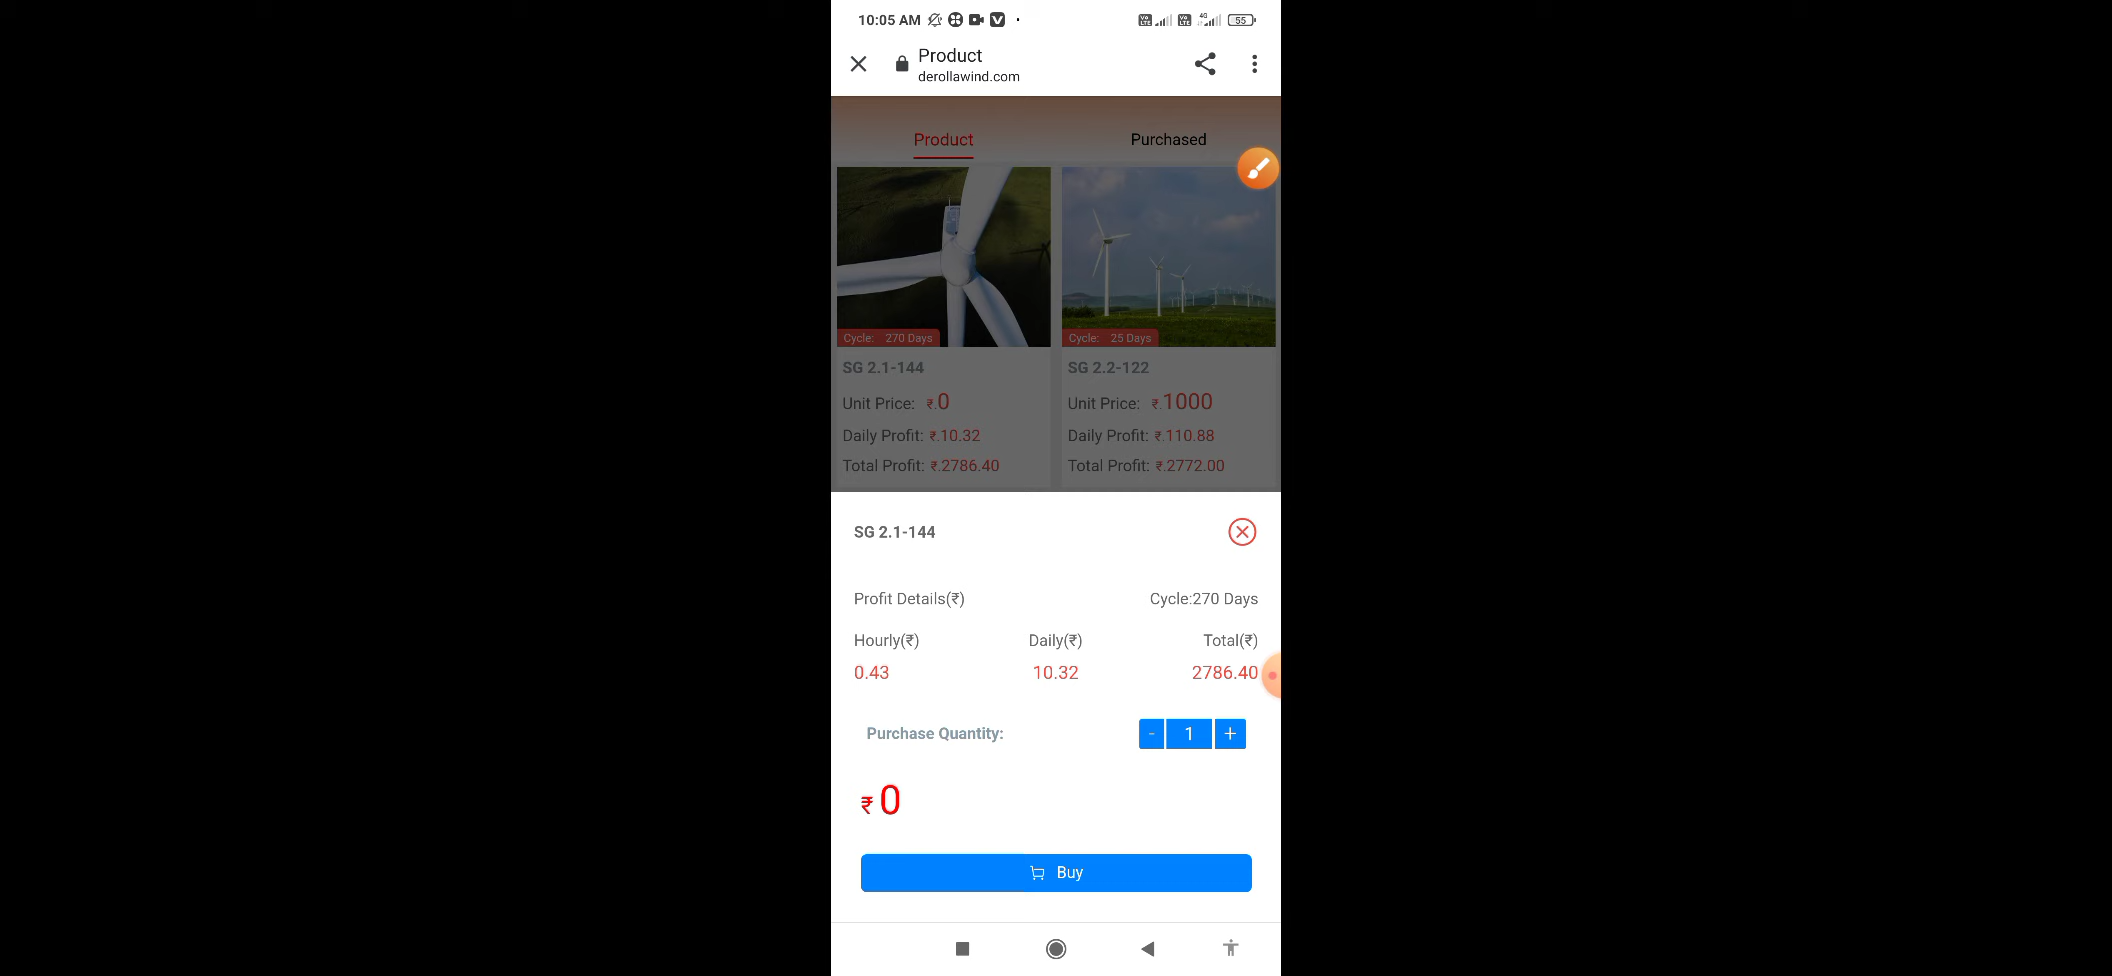 10:05 AM
55
Product
derollawind.com
Product Purchased
Cycle: 270 Days Cycle: 25 Days
SG 2.1-144 SG 2.2-122
Unit Price: ₹.0 Unit Price: ₹.1000
Daily Profit: ₹.10.32 Daily Profit: ₹.110.88
Total Profit: ₹.2786.40 Total Profit: ₹.2772.00
SG 2.1-144
Profit Details(₹) Cycle:270 Days
Hourly(₹) Daily(₹) Total(₹)
0.43 10.32 2786.40
Purchase Quantity: - 1 +
₹ 0
Buy